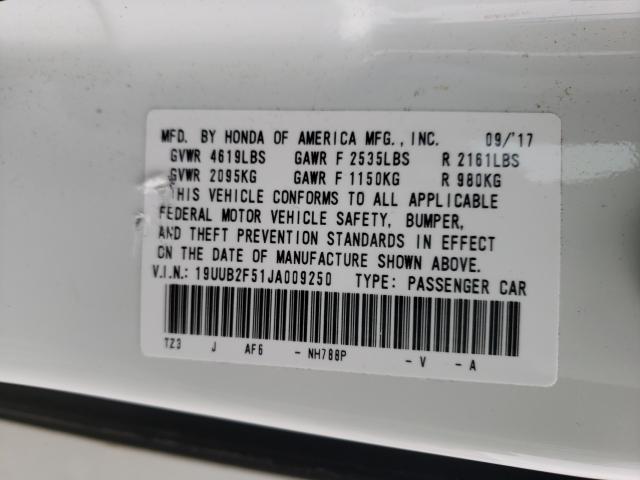 MFD. BY HONDA OF AMERICA MFG., INC. 09/'17
GVWR 4619LBS GAWR F 2535LBS R 2161LBS
GVWR 2095KG GAWR F 1150KG R 980KG
THIS VEHICLE CONFORMS TO ALL APPLICABLE
FEDERAL MOTOR VEHICLE SAFETY, BUMPER,
AND THEFT PREVENTION STANDARDS IN EFFECT
ON THE DATE OF MANUFACTURE SHOWN ABOVE.
V.I.N.: 19UUB2F51JA009250 TYPE: PASSENGER CAR
TZ3 J AF6 - NH788P - V - A